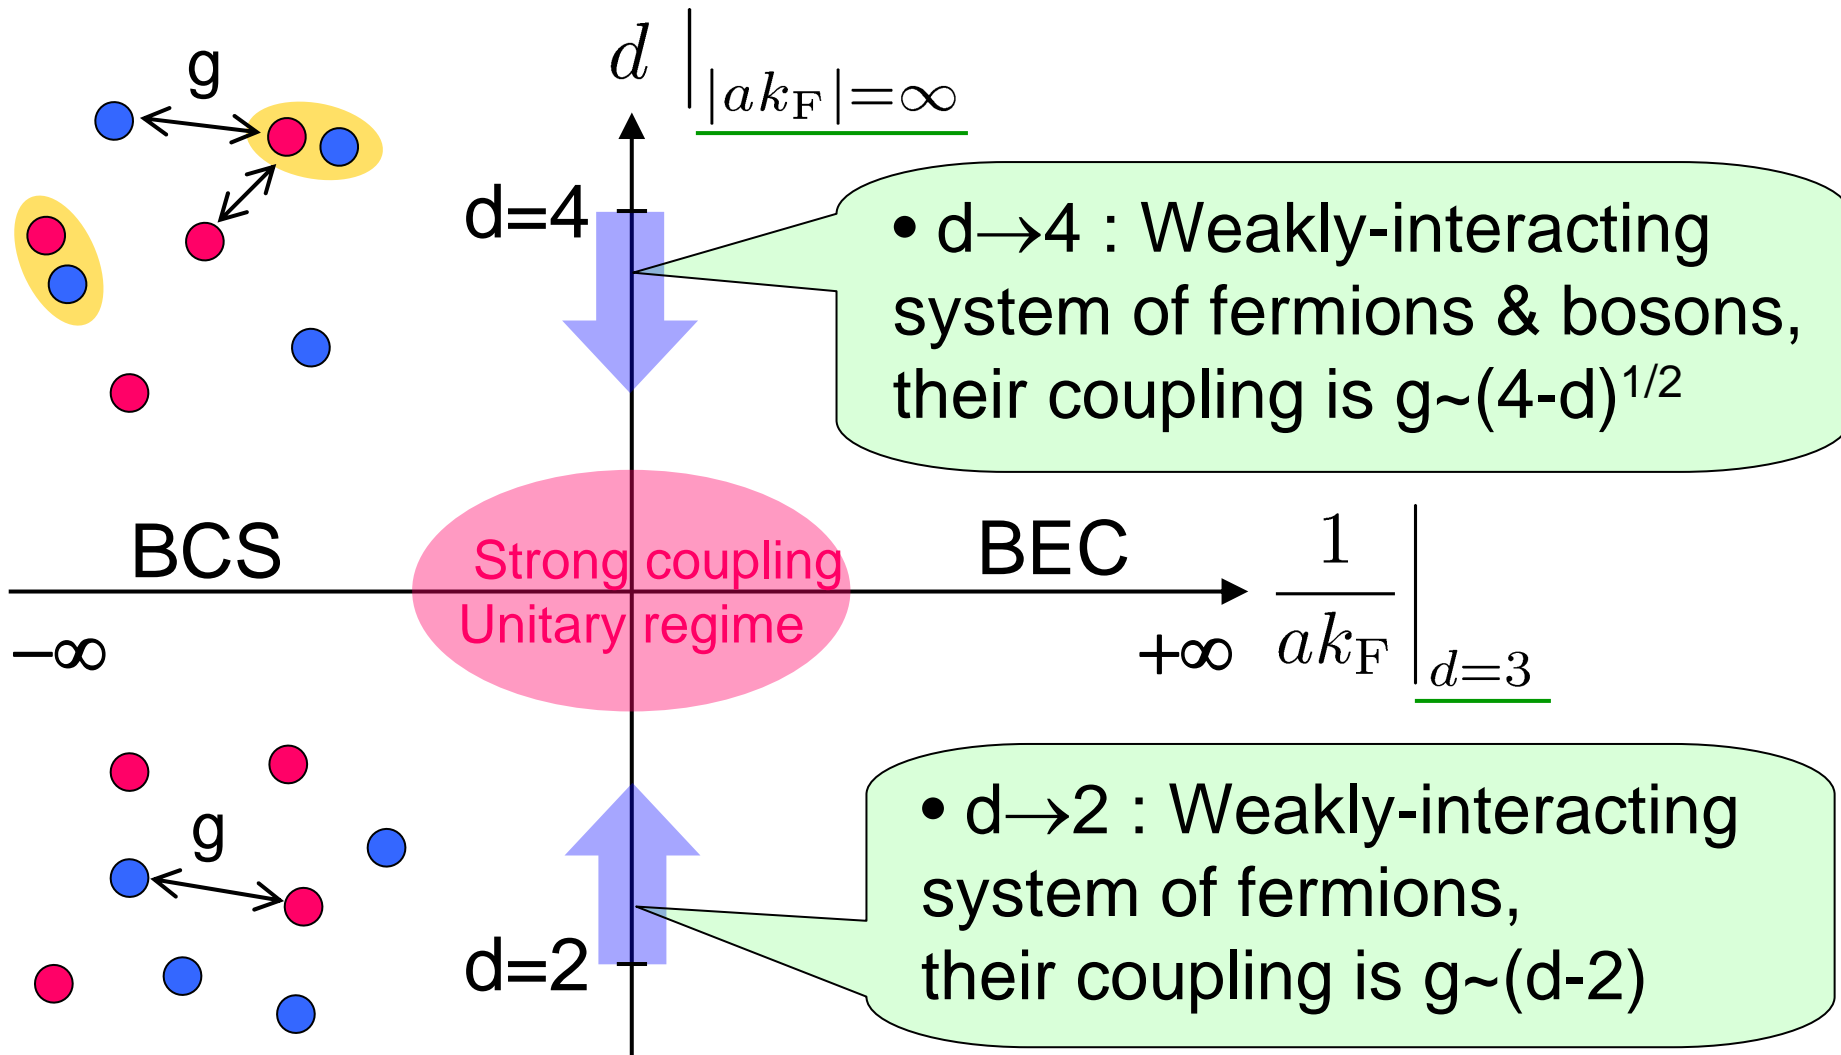 g
d | |ak_F|=∞
d=4
• d→4 : Weakly-interacting
system of fermions & bosons,
their coupling is g~(4-d)^1/2
BCS
Strong coupling
Unitary regime
BEC
−∞
+∞
1/(ak_F) | d=3
g
d=2
• d→2 : Weakly-interacting
system of fermions,
their coupling is g~(d-2)